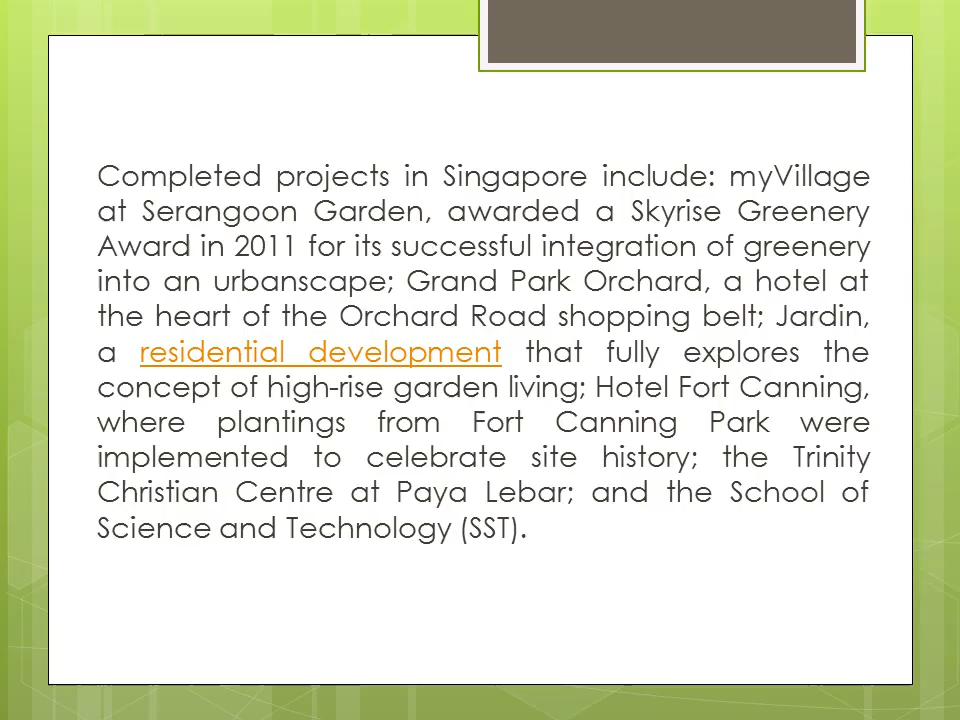 Completed projects in Singapore include: myVillage
at Serangoon Garden, awarded a Skyrise Greenery
Award in 2011 for its successful integration of greenery
into an urbanscape; Grand Park Orchard, a hotel at
the heart of the Orchard Road shopping belt; Jardin,
a residential development that fully explores the
concept of high-rise garden living; Hotel Fort Canning,
where plantings from Fort Canning Park were
implemented to celebrate site history; the Trinity
Christian Centre at Paya Lebar; and the School of
Science and Technology (SST).